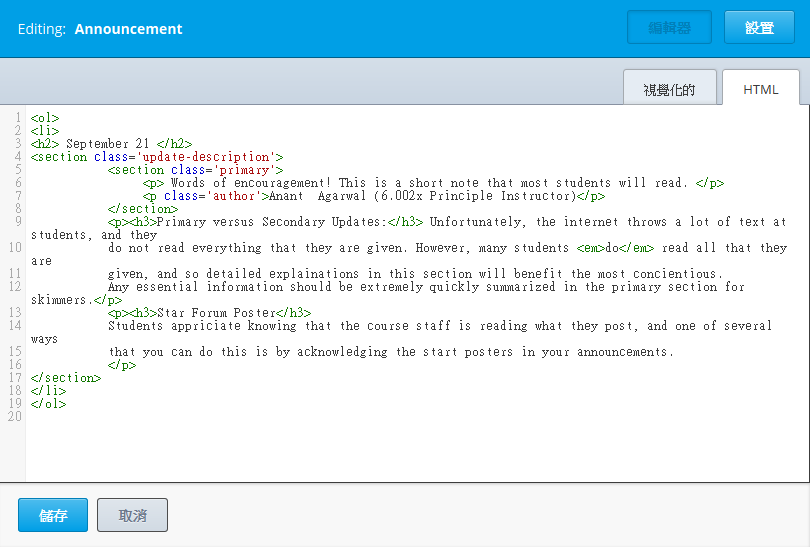 Editing: Announcement
編輯器
設置
視覺化的
HTML
1 <ol>
2 <li>
3 <h2> September 21 </h2>
4 <section class='update-description'>
5 <section class='primary'>
6 <p> Words of encouragement! This is a short note that most students will read. </p>
7 <p class='author'>Anant  Agarwal (6.002x Principle Instructor)</p>
8 </section>
9 <p><h3>Primary versus Secondary Updates:</h3> Unfortunately, the internet throws a lot of text at
students, and they
10 do not read everything that they are given. However, many students <em>do</em> read all that they
are
11 given, and so detailed explainations in this section will benefit the most concientious.
12 Any essential information should be extremely quickly summarized in the primary section for
skimmers.</p>
13 <p><h3>Star Forum Poster</h3>
14 Students appriciate knowing that the course staff is reading what they post, and one of several
ways
15 that you can do this is by acknowledging the start posters in your announcements.
16 </p>
17 </section>
18 </li>
19 </ol>
20
儲存
取消